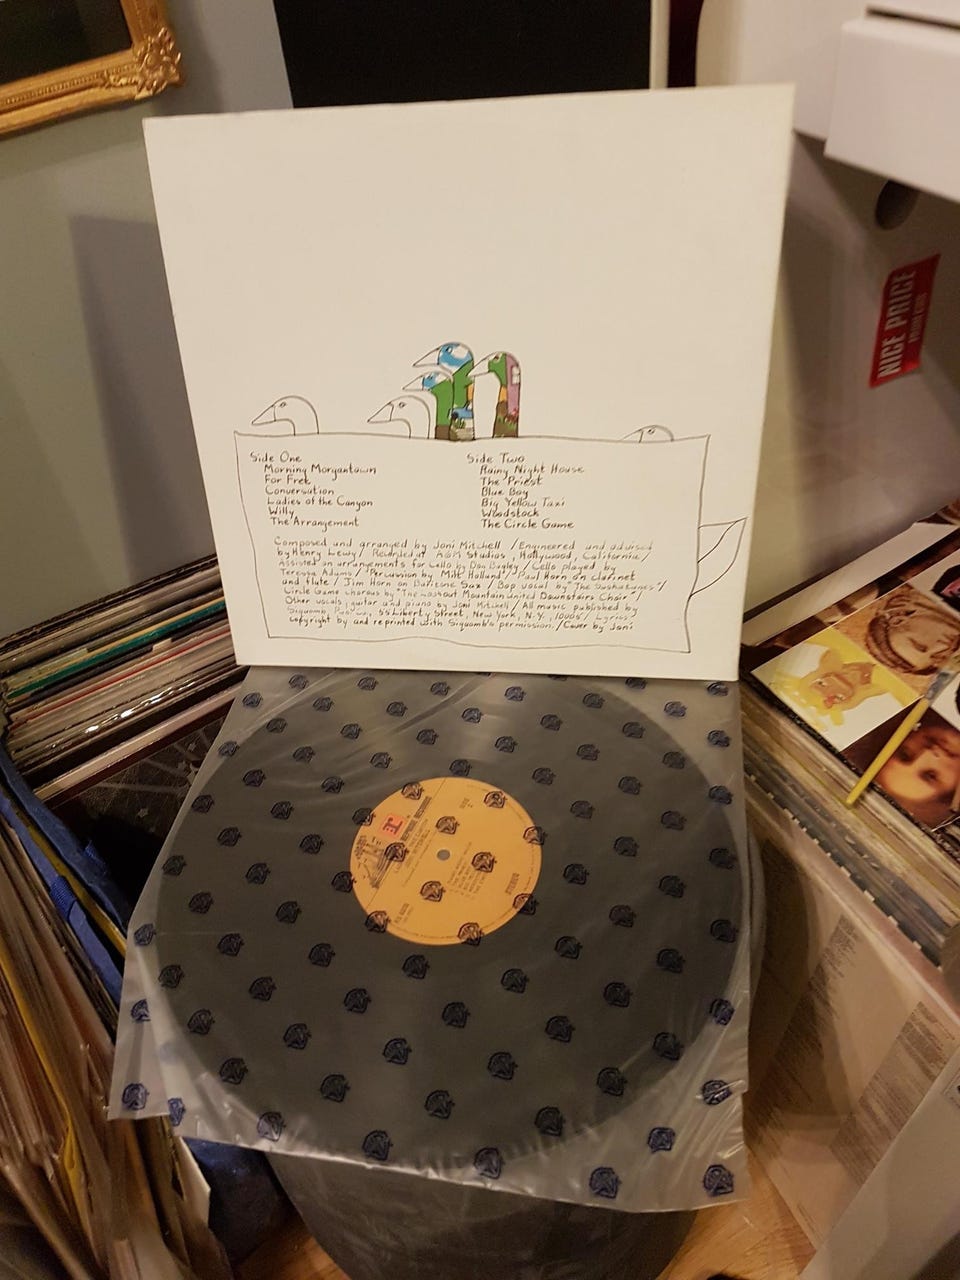 Side One
Morning Morgantown
For Free
Conversation
Ladies of the Canyon
Willy
The Arrangement
Side Two
Rainy Night House
The Priest
Blue Boy
Big Yellow Taxi
Woodstock
The Circle Game
Composed and arranged by Joni Mitchell / Engineered and advised
by Henry Lewy / Recorded at A&M Studios, Hollywood, California /
Assisted on arrangements for Cello by Don Bagley / Cello played by
Teressa Adams / Percussion by Milt Holland / Paul Horn on clarinet
and flute / Jim Horn on Baritone Sax / Bop vocal by "The Saskatunes" /
Circle Game chorus by "The Lookout Mountain United Downstairs Choir" /
Other vocals, guitar and piano by Joni Mitchell / All music published by
Siquomb, 55 Liberty Street, New York, N.Y., 10005 / Lyrics
copyright by and reprinted with Siquomb's permission. / Cover by Joni
NICE PRICE
STEREO